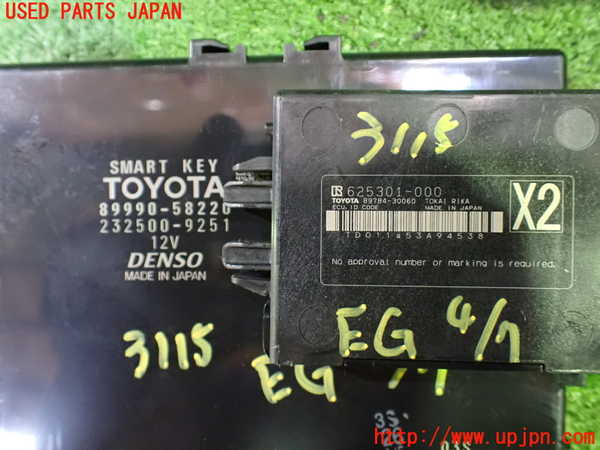 USED PARTS JAPAN
SMART KEY
TOYOTA
89990-58220
232500-9251
12V
DENSO
MADE IN JAPAN
3115
EG
3115
625301-000
TOYOTA 89784-30060 TOKAI RIKA
ECU, ID CODE MADE IN JAPAN
X2
No approval number or marking is required.
EG 4/7
03S
http://www.upjpn.com